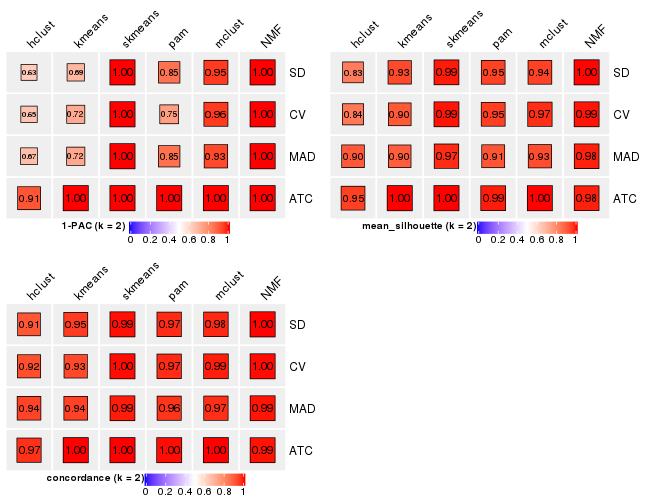 hclust kmeans skmeans pam mclust NMF
0.63 0.69 1.00 0.85 0.95 1.00 SD
0.65 0.72 1.00 0.75 0.96 1.00 CV
0.67 0.72 1.00 0.85 0.93 1.00 MAD
0.91 1.00 1.00 1.00 1.00 1.00 ATC
1-PAC (k = 2)
0 0.2 0.4 0.6 0.8 1
hclust kmeans skmeans pam mclust NMF
0.83 0.93 0.99 0.95 0.94 1.00 SD
0.84 0.90 0.99 0.95 0.97 0.99 CV
0.90 0.90 0.97 0.91 0.93 0.98 MAD
0.95 1.00 1.00 0.99 1.00 0.98 ATC
mean_silhouette (k = 2)
0 0.2 0.4 0.6 0.8 1
hclust kmeans skmeans pam mclust NMF
0.91 0.95 0.99 0.97 0.98 1.00 SD
0.92 0.93 1.00 0.97 0.99 1.00 CV
0.94 0.94 0.99 0.96 0.97 0.99 MAD
0.97 1.00 1.00 1.00 1.00 0.99 ATC
concordance (k = 2)
0 0.2 0.4 0.6 0.8 1